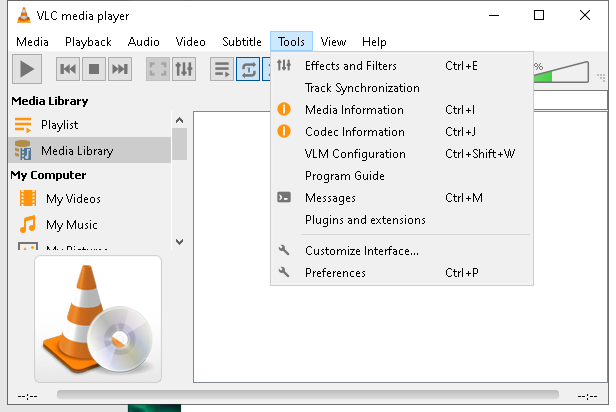 VLC media player
Media Playback Audio Video Subtitle Tools View Help
Effects and Filters Ctrl+E
%
Track Synchronization
Media Library
Media Information Ctrl+I
Playlist
Codec Information Ctrl+J
Media Library
VLM Configuration Ctrl+Shift+W
My Computer
Program Guide
My Videos
Messages Ctrl+M
My Music
Plugins and extensions
My Pictures
Customize Interface...
Preferences Ctrl+P
--:-- --:--